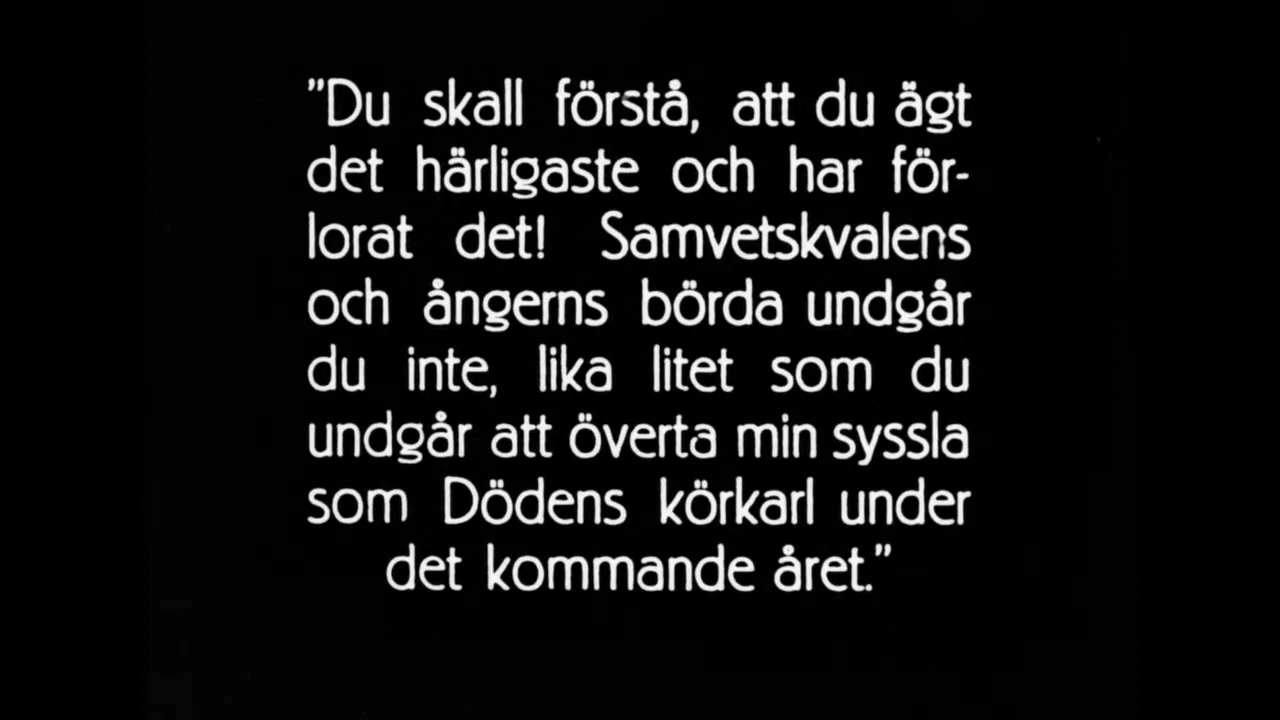 ”Du skall förstå, att du ägt
det härligaste och har för-
lorat det! Samvetskvalens
och ångerns börda undgår
du inte, lika litet som du
undgår att överta min syssla
som Dödens körkarl under
det kommande året.”